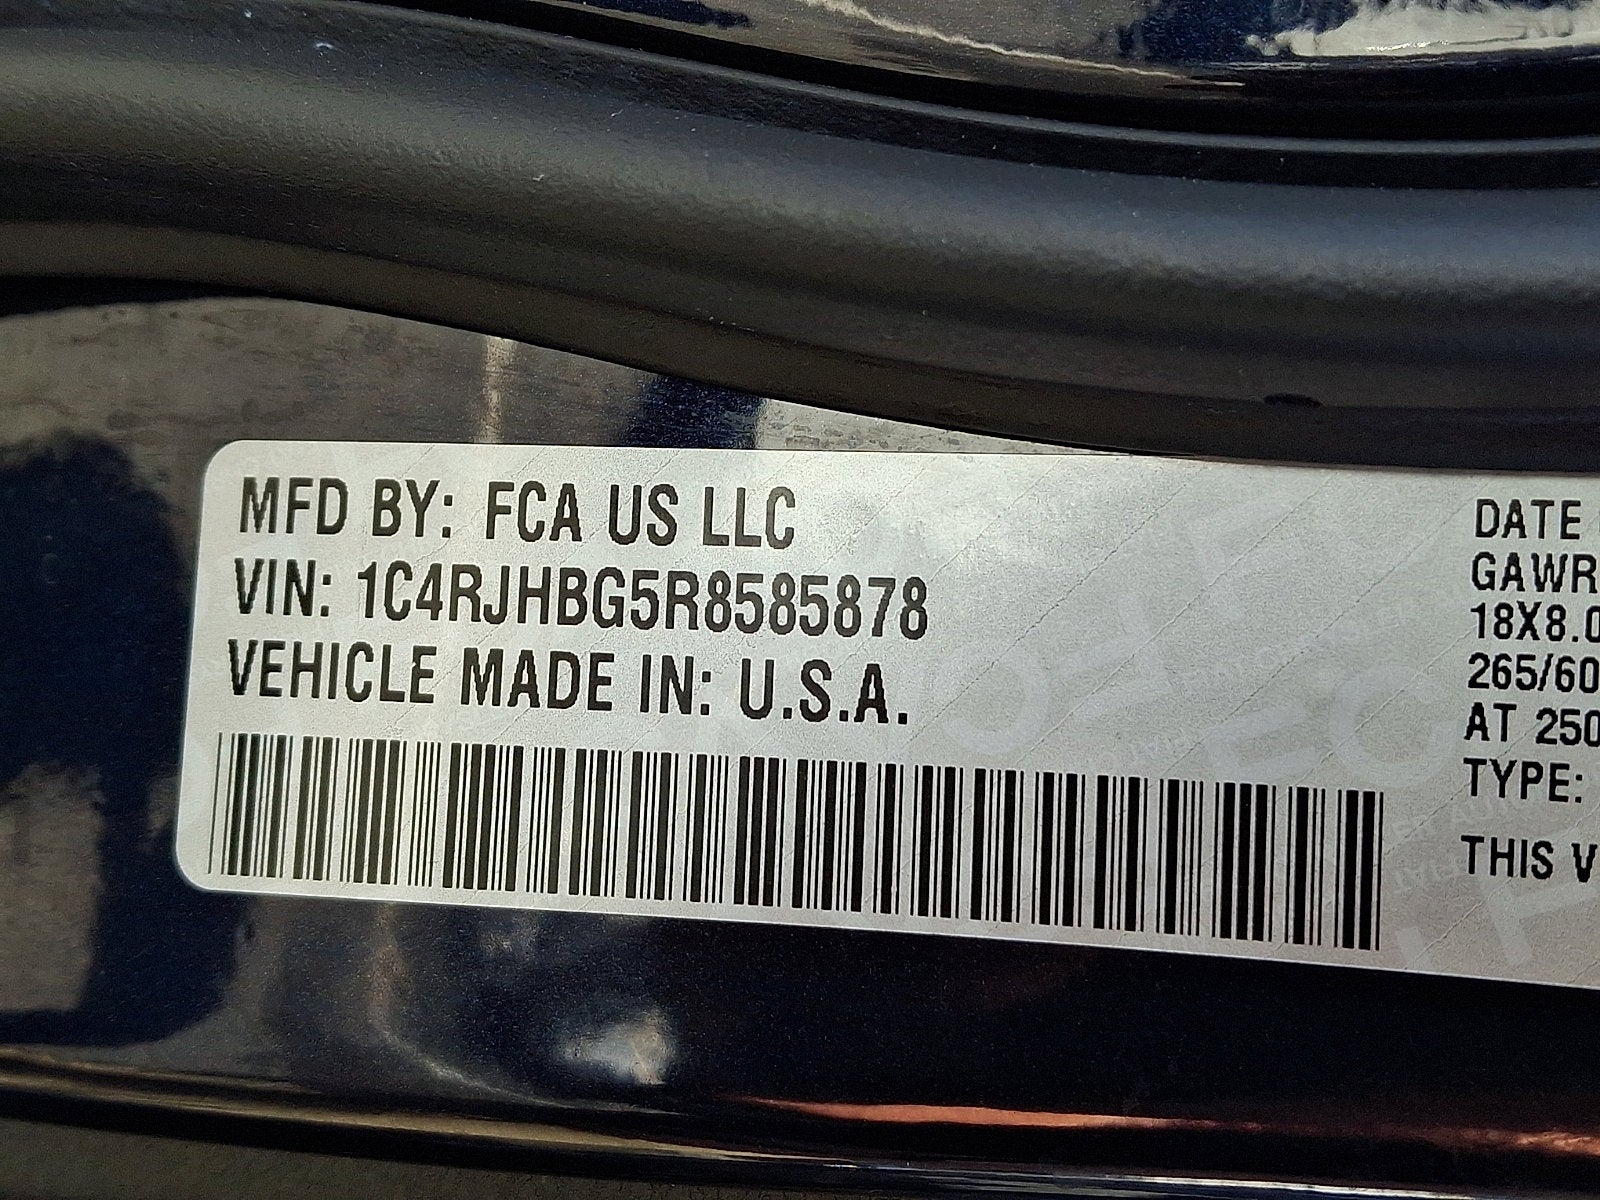 MFD BY: FCA US LLC
VIN: 1C4RJHBG5R8585878
VEHICLE MADE IN: U.S.A.
DATE
GAWR
18X8.0
265/60
AT 250
TYPE:
THIS V